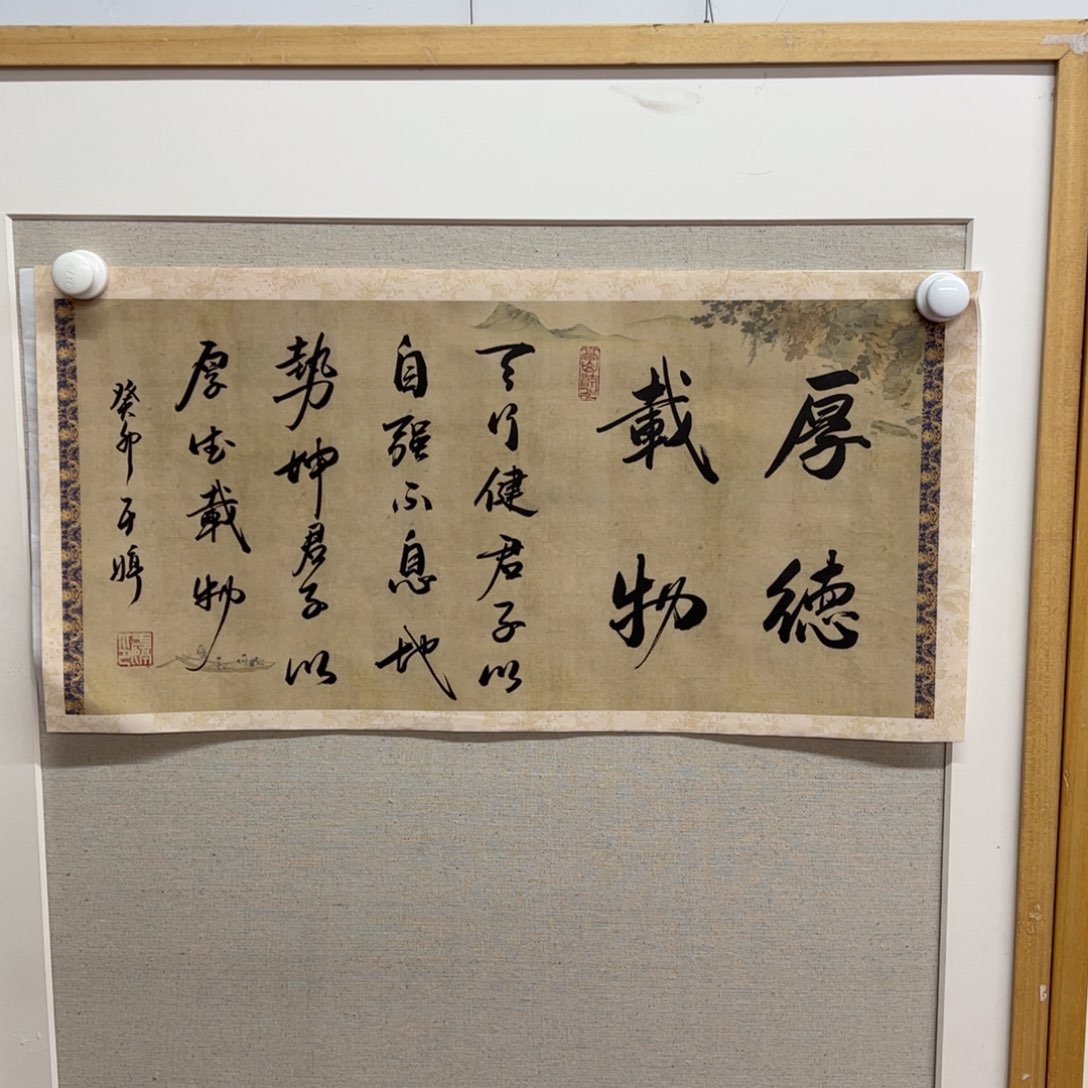 厚德
載物
天行健君子以
自强不息地
勢坤君子以
厚德載物
癸卯